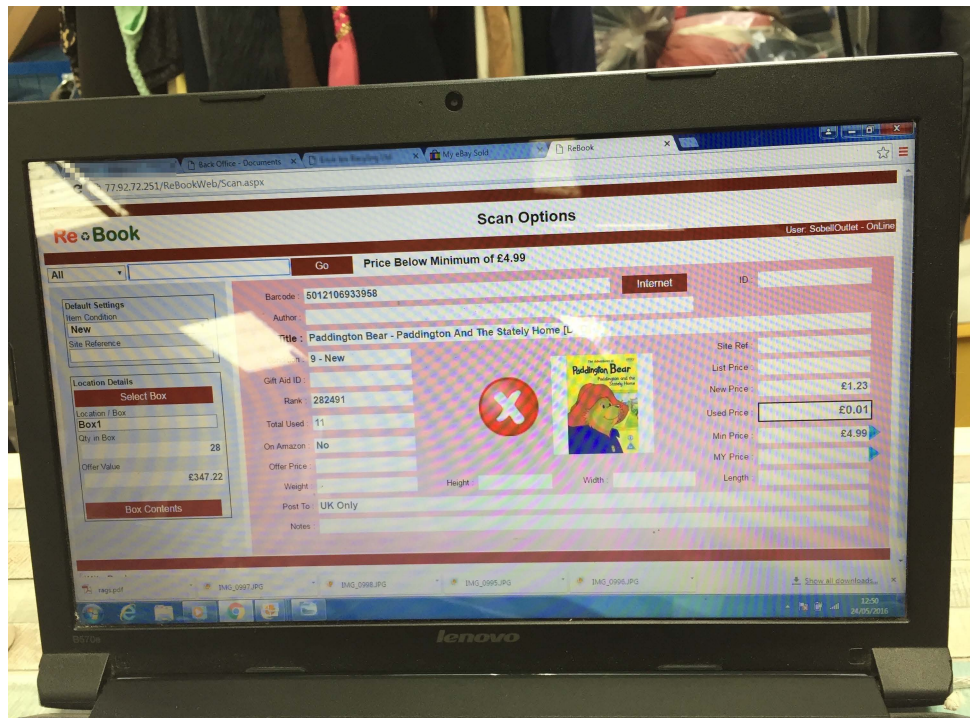 Back Office - Documents ×
My eBay Sold
ReBook ×
77.92.72.251/ReBookWeb/Scan.aspx
Re Book
Scan Options
User: SobellOutlet - OnLine
All
Go
Price Below Minimum of £4.99
Default Settings
Item Condition
New
Site Reference
Location Details
Select Box
Location / Box
Box1
Qty in Box
28
Offer Value
£347.22
Box Contents
Barcode : 5012106933958
Internet
ID :
Author :
Title : Paddington Bear - Paddington And The Stately Home [
9 - New
Site Ref :
Gift Aid ID :
List Price :
Rank : 282491
New Price : £1.23
Total Used : 11
Used Price : £0.01
On Amazon : No
Min Price : £4.99
Offer Price :
MY Price :
Weight :
Height :
Width :
Length :
Post To : UK Only
Notes :
Paddington Bear
Paddington and the
Stately Home
rags.pdf
IMG_0997.JPG
IMG_0998.JPG
IMG_0995.JPG
IMG_0996.JPG
Show all downloads...
12:50
24/05/2016
B570e
lenovo